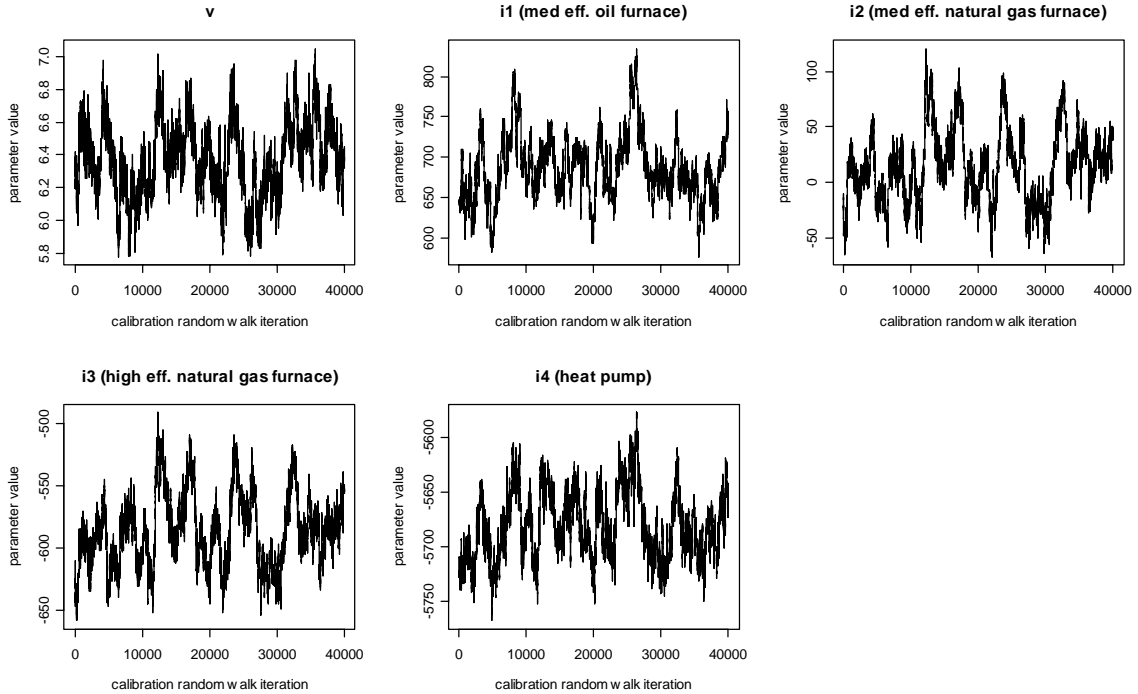 v
i1 (med eff. oil furnace)
i2 (med eff. natural gas furnace)
parameter value
7.0
6.8
6.6
6.4
6.2
6.0
5.8
0 10000 20000 30000 40000
calibration random w alk iteration
parameter value
800
750
700
650
600
0 10000 20000 30000 40000
calibration random w alk iteration
parameter value
100
50
0
-50
0 10000 20000 30000 40000
calibration random w alk iteration
i3 (high eff. natural gas furnace)
i4 (heat pump)
parameter value
-500
-550
-600
-650
0 10000 20000 30000 40000
calibration random w alk iteration
parameter value
-5600
-5650
-5700
-5750
0 10000 20000 30000 40000
calibration random w alk iteration